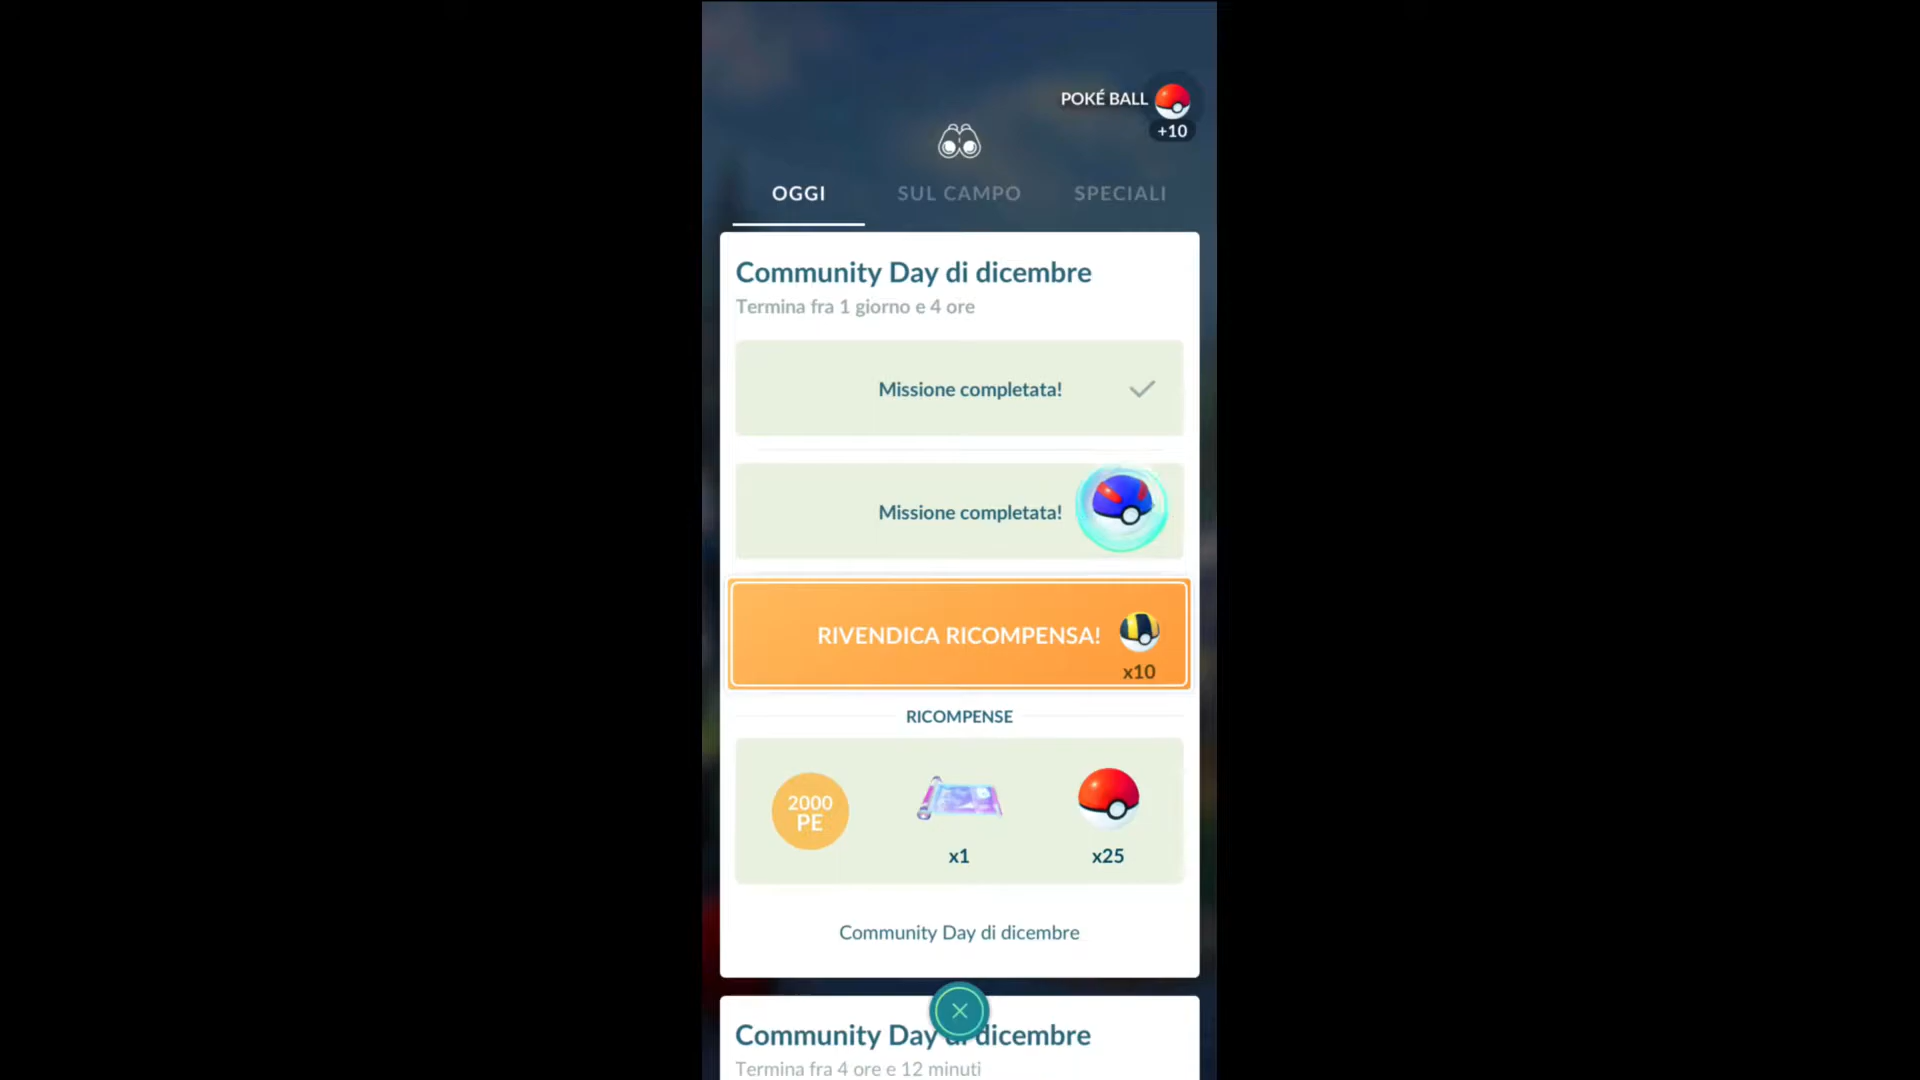 POKÉ BALL
+10
OGGI
SUL CAMPO
SPECIALI
Community Day di dicembre
Termina fra 1 giorno e 4 ore
Missione completata!
Missione completata!
RIVENDICA RICOMPENSA!
x10
RICOMPENSE
2000
PE
x1
x25
Community Day di dicembre
Community Day di dicembre
Termina fra 4 ore e 12 minuti